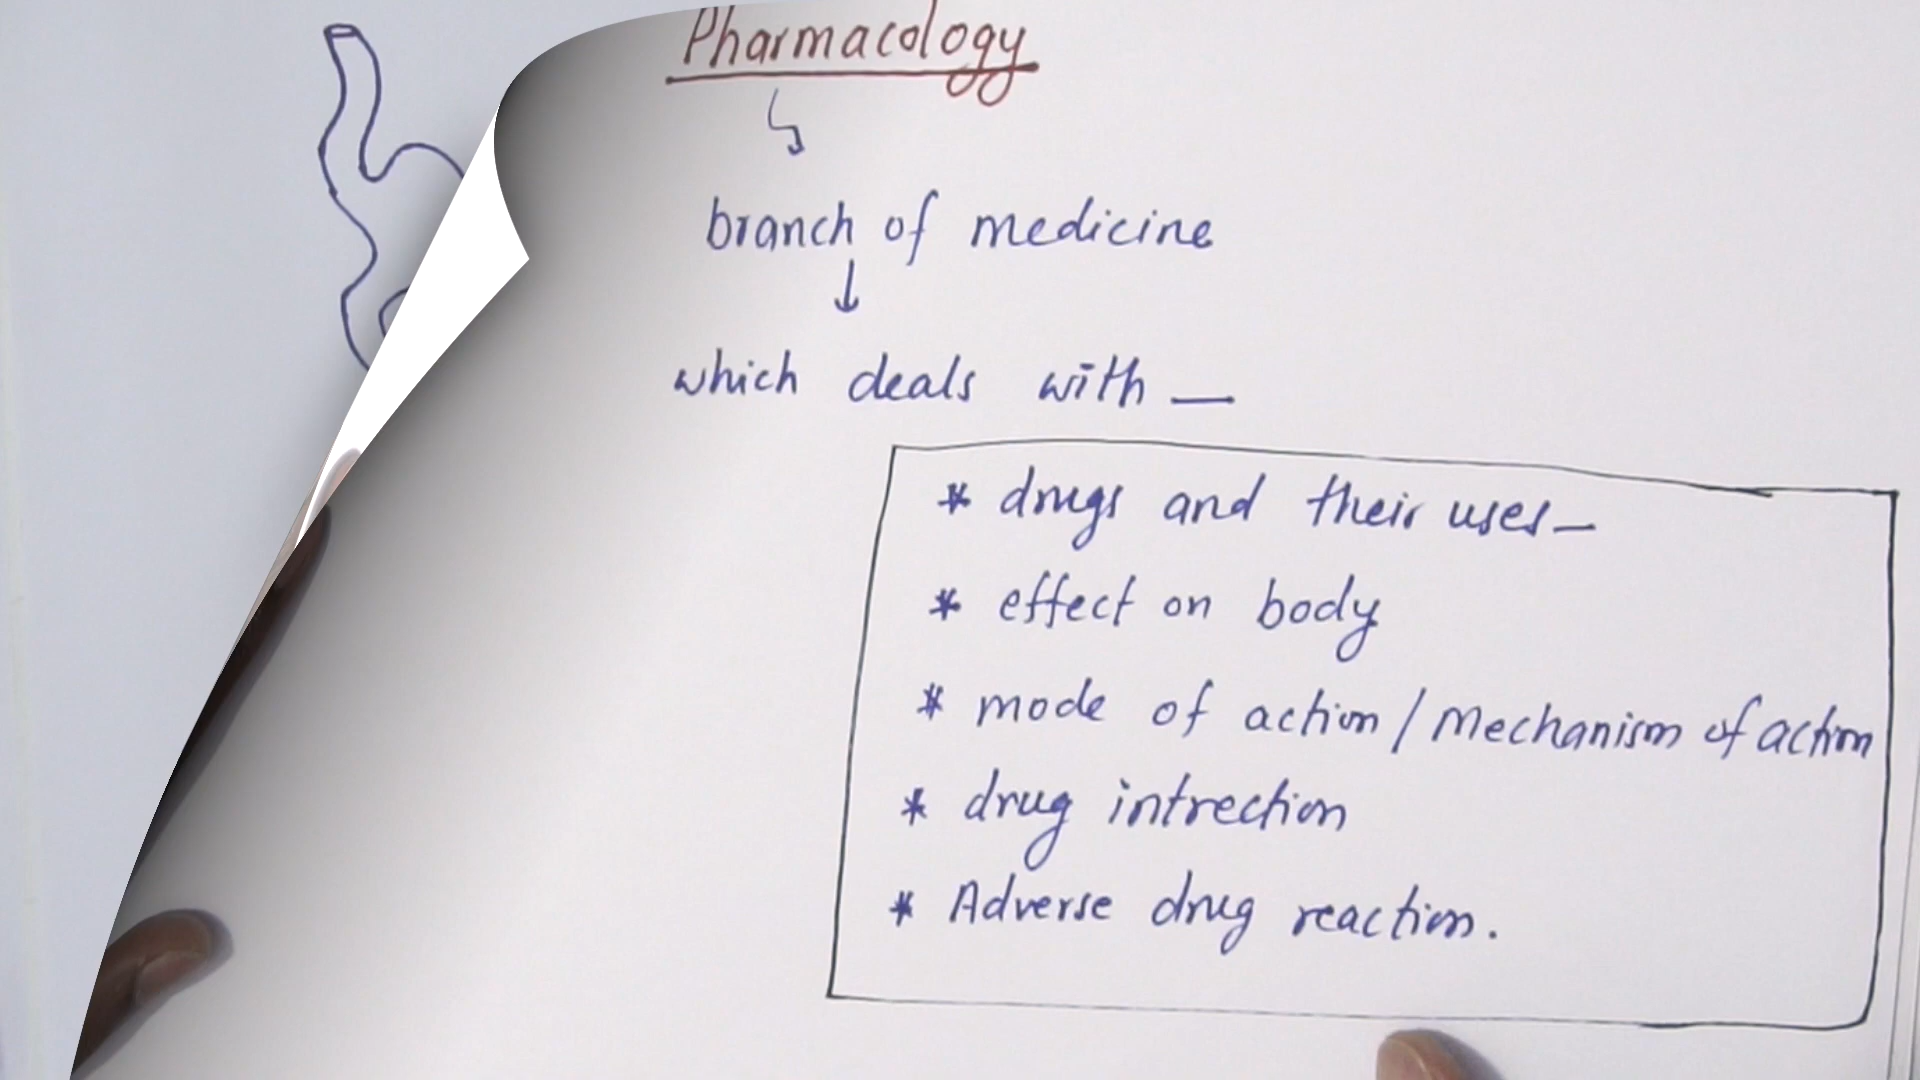 Pharmacology
branch of medicine
which deals with —
* drugs and their uses —
* effect on body
* mode of action / Mechanism of action
* drug intrection
* Adverse drug reaction.